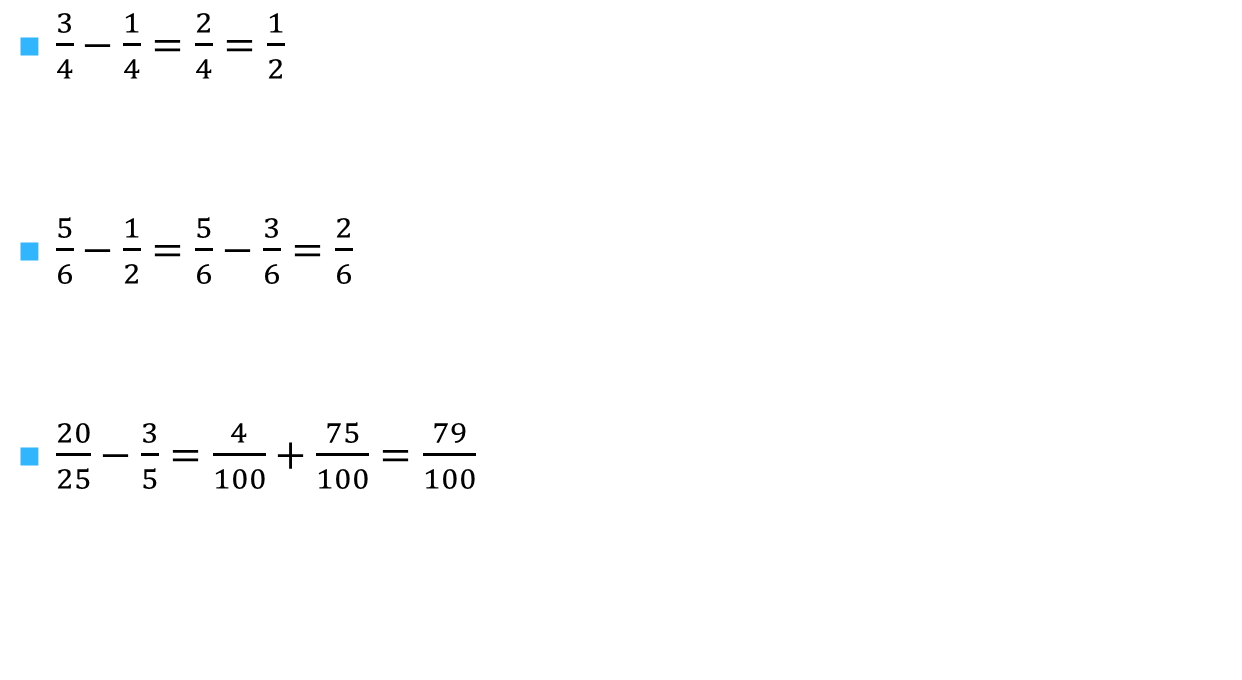 ■ 3/4 − 1/4 = 2/4 = 1/2
■ 5/6 − 1/2 = 5/6 − 3/6 = 2/6
■ 20/25 − 3/5 = 4/100 + 75/100 = 79/100